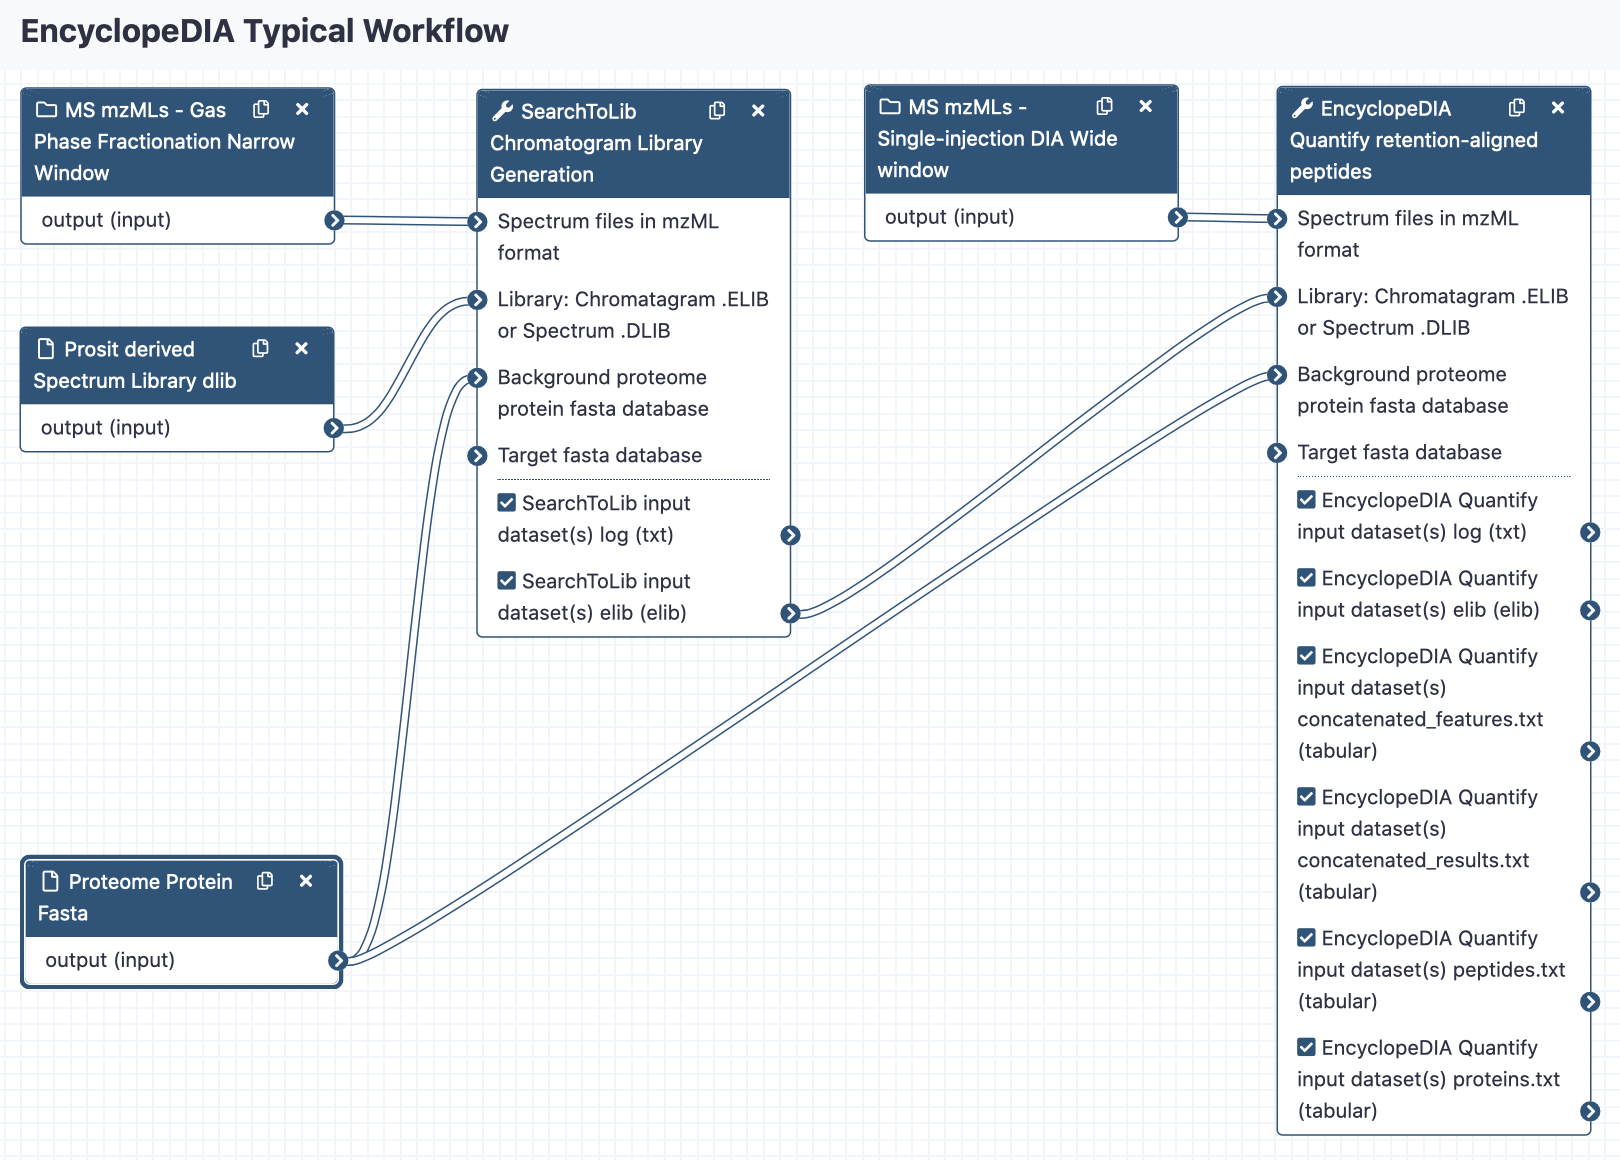 EncyclopeDIA Typical Workflow
MS mzMLs - Gas
Phase Fractionation Narrow
Window
output (input)
Prosit derived
Spectrum Library dlib
output (input)
Proteome Protein
Fasta
output (input)
SearchToLib
Chromatogram Library
Generation
Spectrum files in mzML
format
Library: Chromatagram .ELIB
or Spectrum .DLIB
Background proteome
protein fasta database
Target fasta database
SearchToLib input
dataset(s) log (txt)
SearchToLib input
dataset(s) elib (elib)
MS mzMLs -
Single-injection DIA Wide
window
output (input)
EncyclopeDIA
Quantify retention-aligned
peptides
Spectrum files in mzML
format
Library: Chromatagram .ELIB
or Spectrum .DLIB
Background proteome
protein fasta database
Target fasta database
EncyclopeDIA Quantify
input dataset(s) log (txt)
EncyclopeDIA Quantify
input dataset(s) elib (elib)
EncyclopeDIA Quantify
input dataset(s)
concatenated_features.txt
(tabular)
EncyclopeDIA Quantify
input dataset(s)
concatenated_results.txt
(tabular)
EncyclopeDIA Quantify
input dataset(s) peptides.txt
(tabular)
EncyclopeDIA Quantify
input dataset(s) proteins.txt
(tabular)